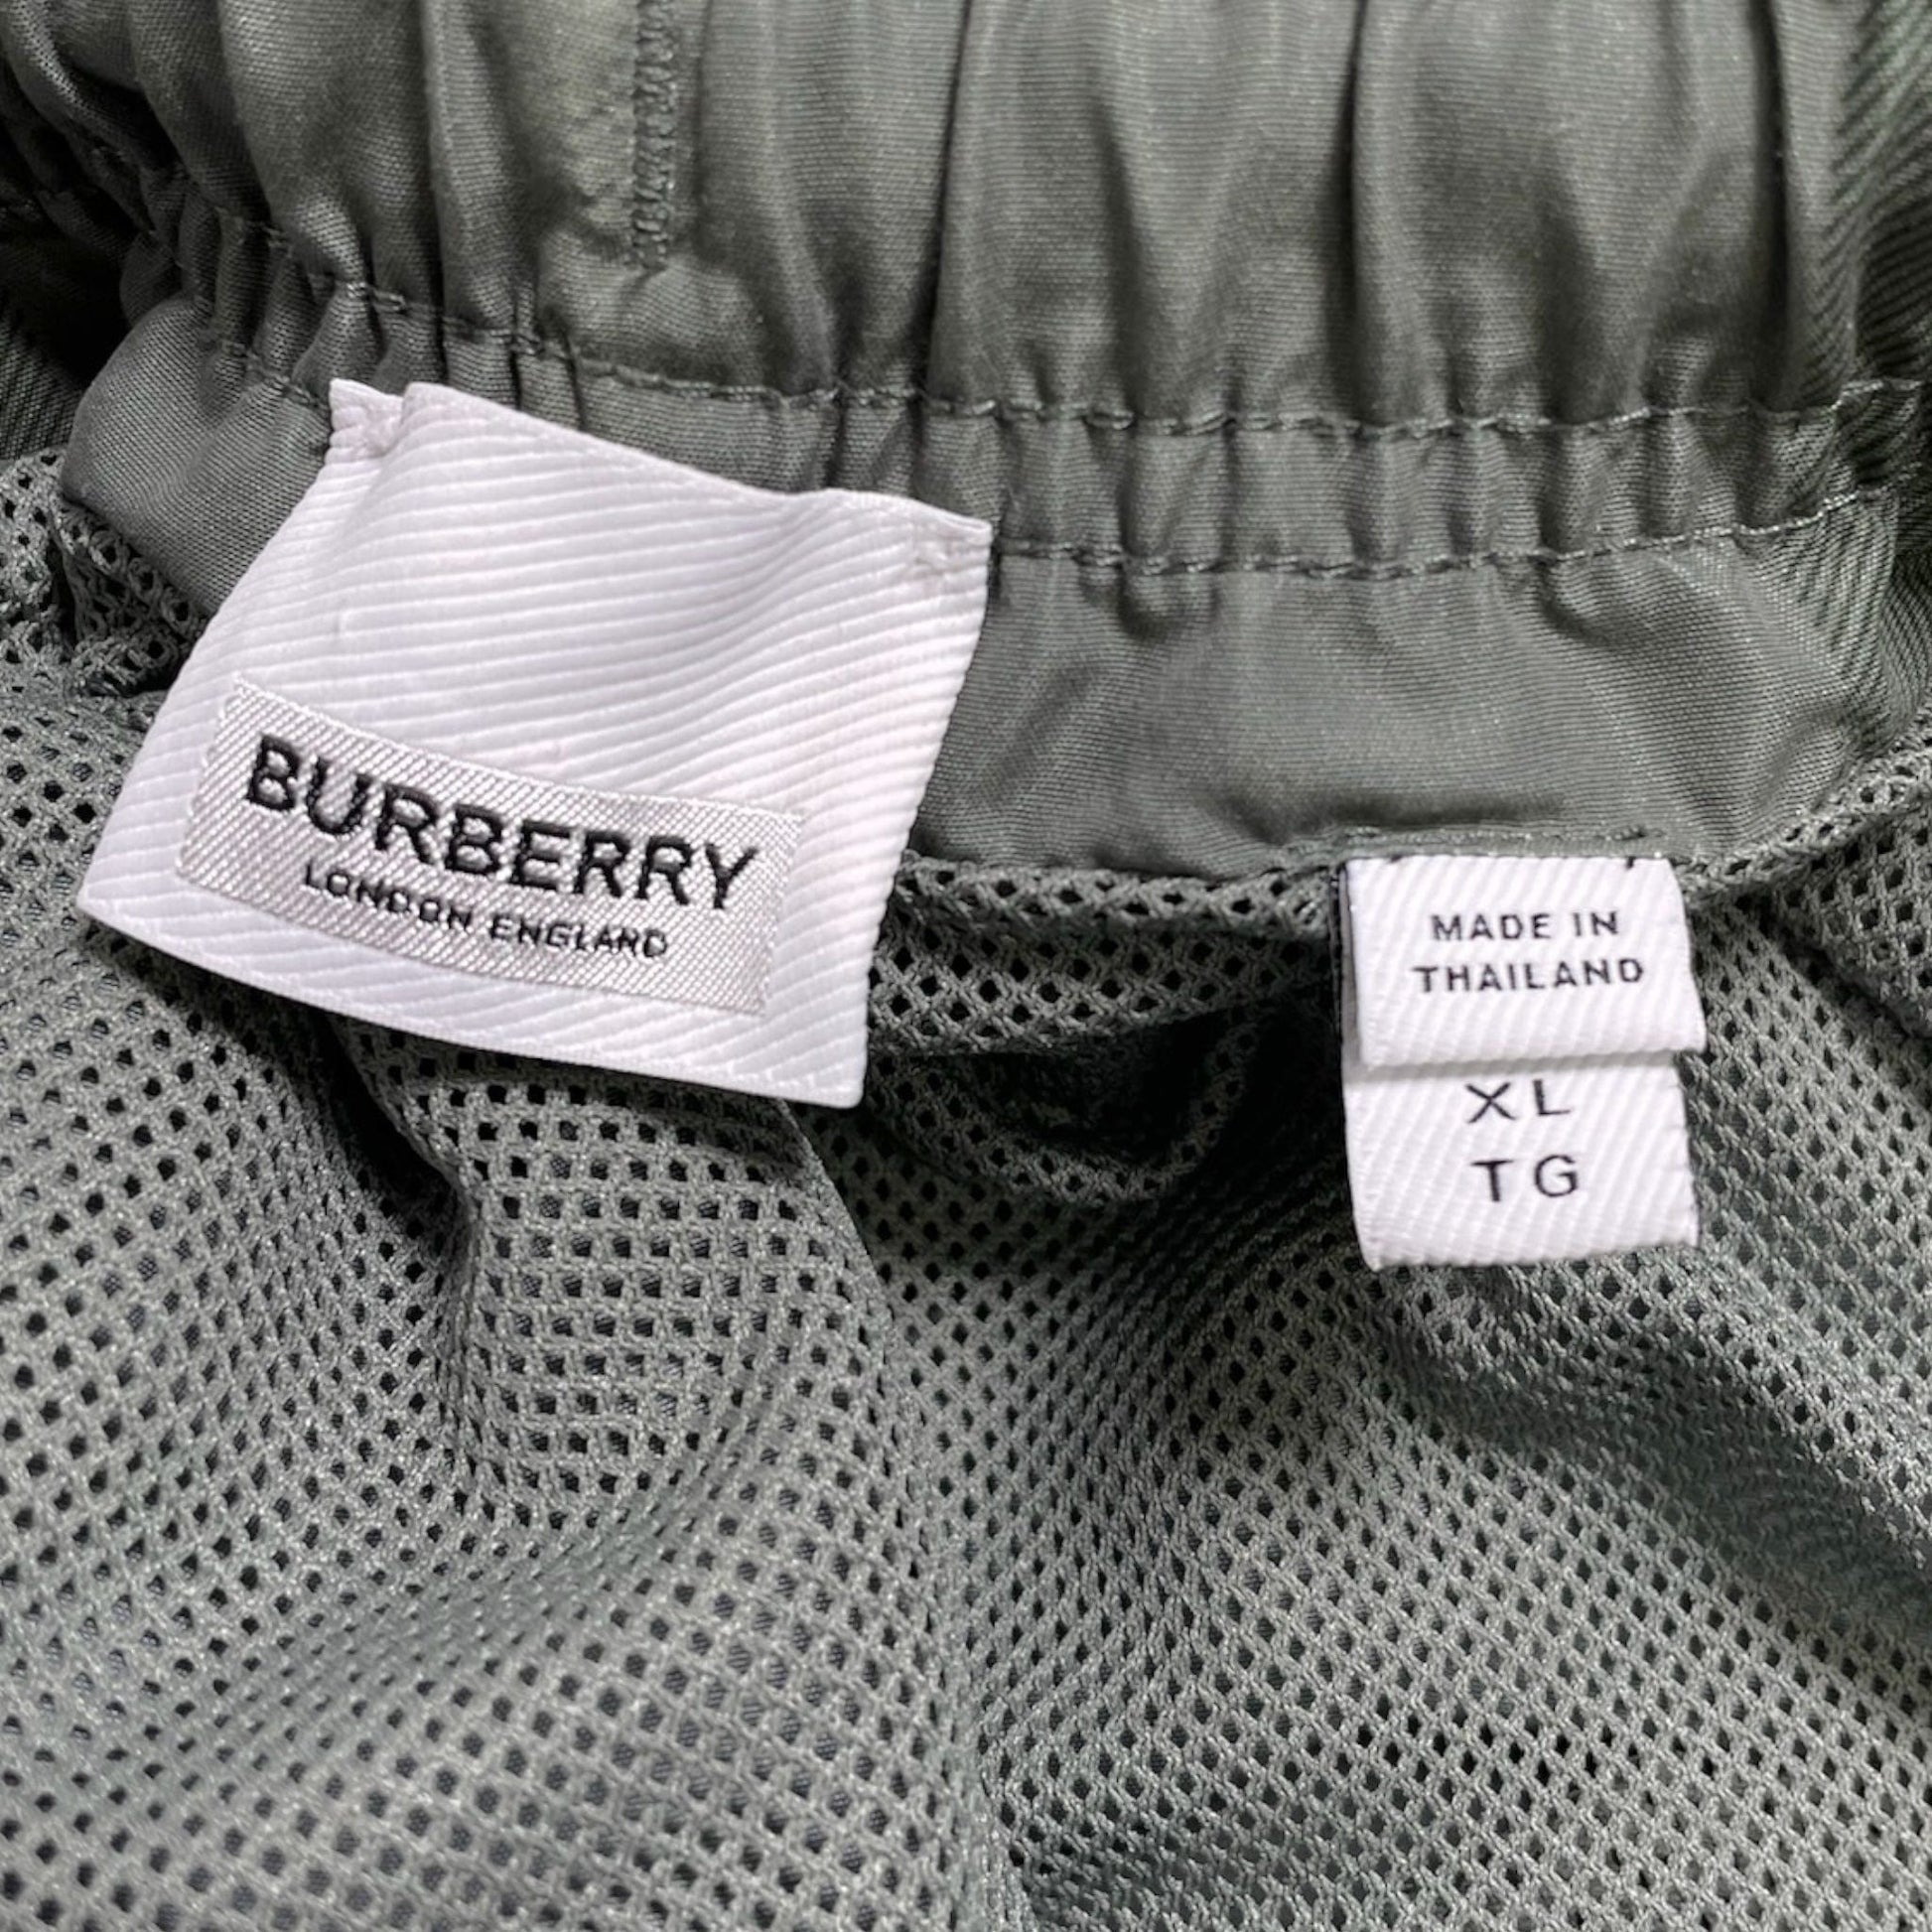 BURBERRY
LONDON ENGLAND
MADE IN
THAILAND
XL
TG